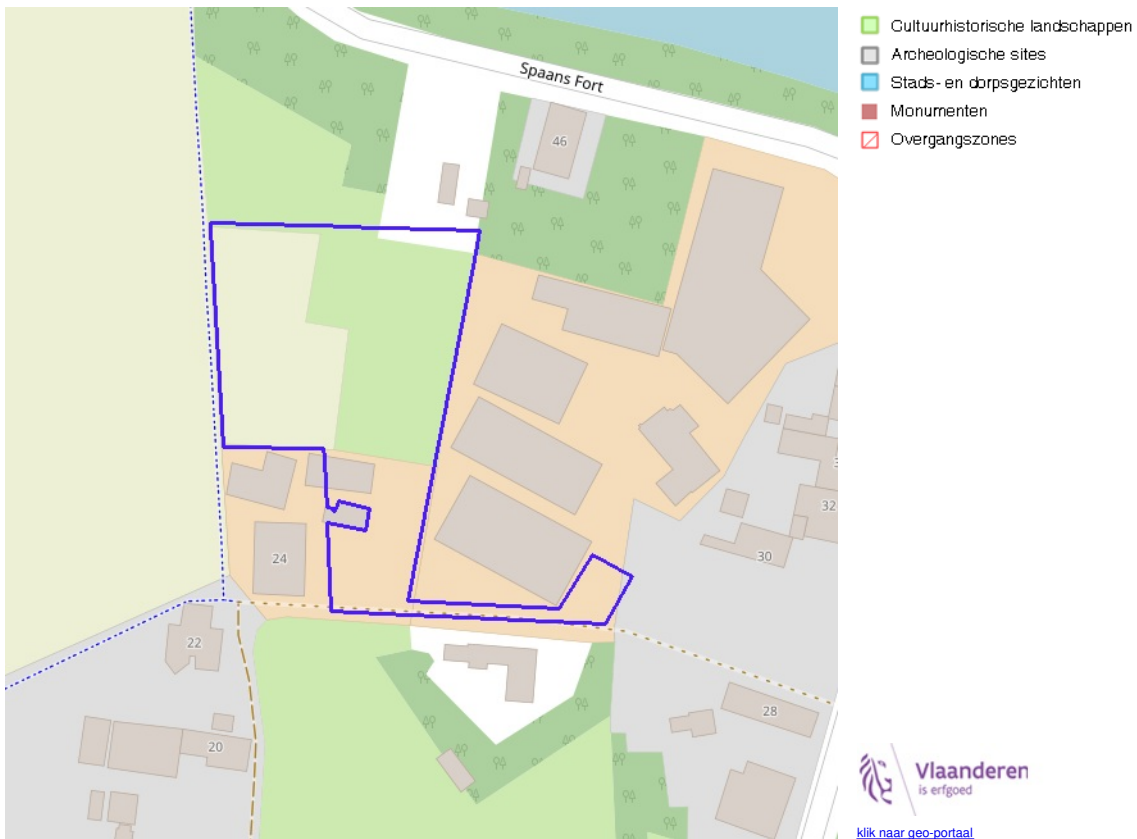 Spaans Fort
46
24
22
20
30
32
28
Cultuurhistorische landschappen
Archeologische sites
Stads- en dorpsgezichten
Monumenten
Overgangszones
Vlaanderen
is erfgoed
klik naar geo-portaal